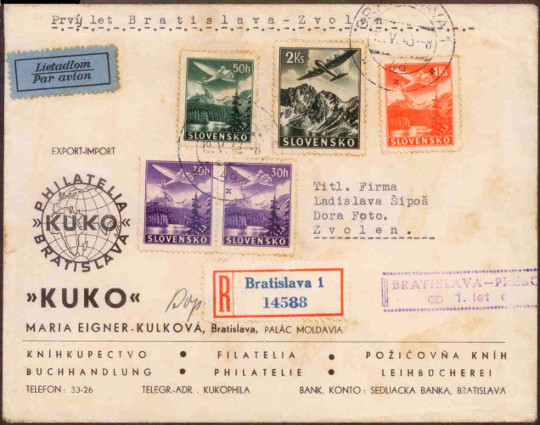 Prvý let Bratislava-Zvolen.
Lietadlom
Par avion
50h
SLOVENSKO
2Ks
SLOVENSKO
1Ks
SLOVENSKO
30h
SLOVENSKO
30h
SLOVENSKO
EXPORT-IMPORT
PHILATELIA
»KUKO«
BRATISLAVA
Titl. Firma
Ladislava Šipoš
Dora Foto.
Zvolen.
R
Bratislava 1
14588
BRATISLAVA
1. let
»KUKO«
MARIA EIGNER-KULKOVÁ, Bratislava, PALÁC MOLDAVIA
KNÍHKUPECTVO • FILATELIA • POŽIČOVŇA KNÍH
BUCHHANDLUNG • PHILATELIE • LEIHBÜCHEREI
TELEFON : 33-26 TELEGR.-ADR. : KUKOPHILA BANK. KONTO : SEDLIACKA BANKA, BRATISLAVA